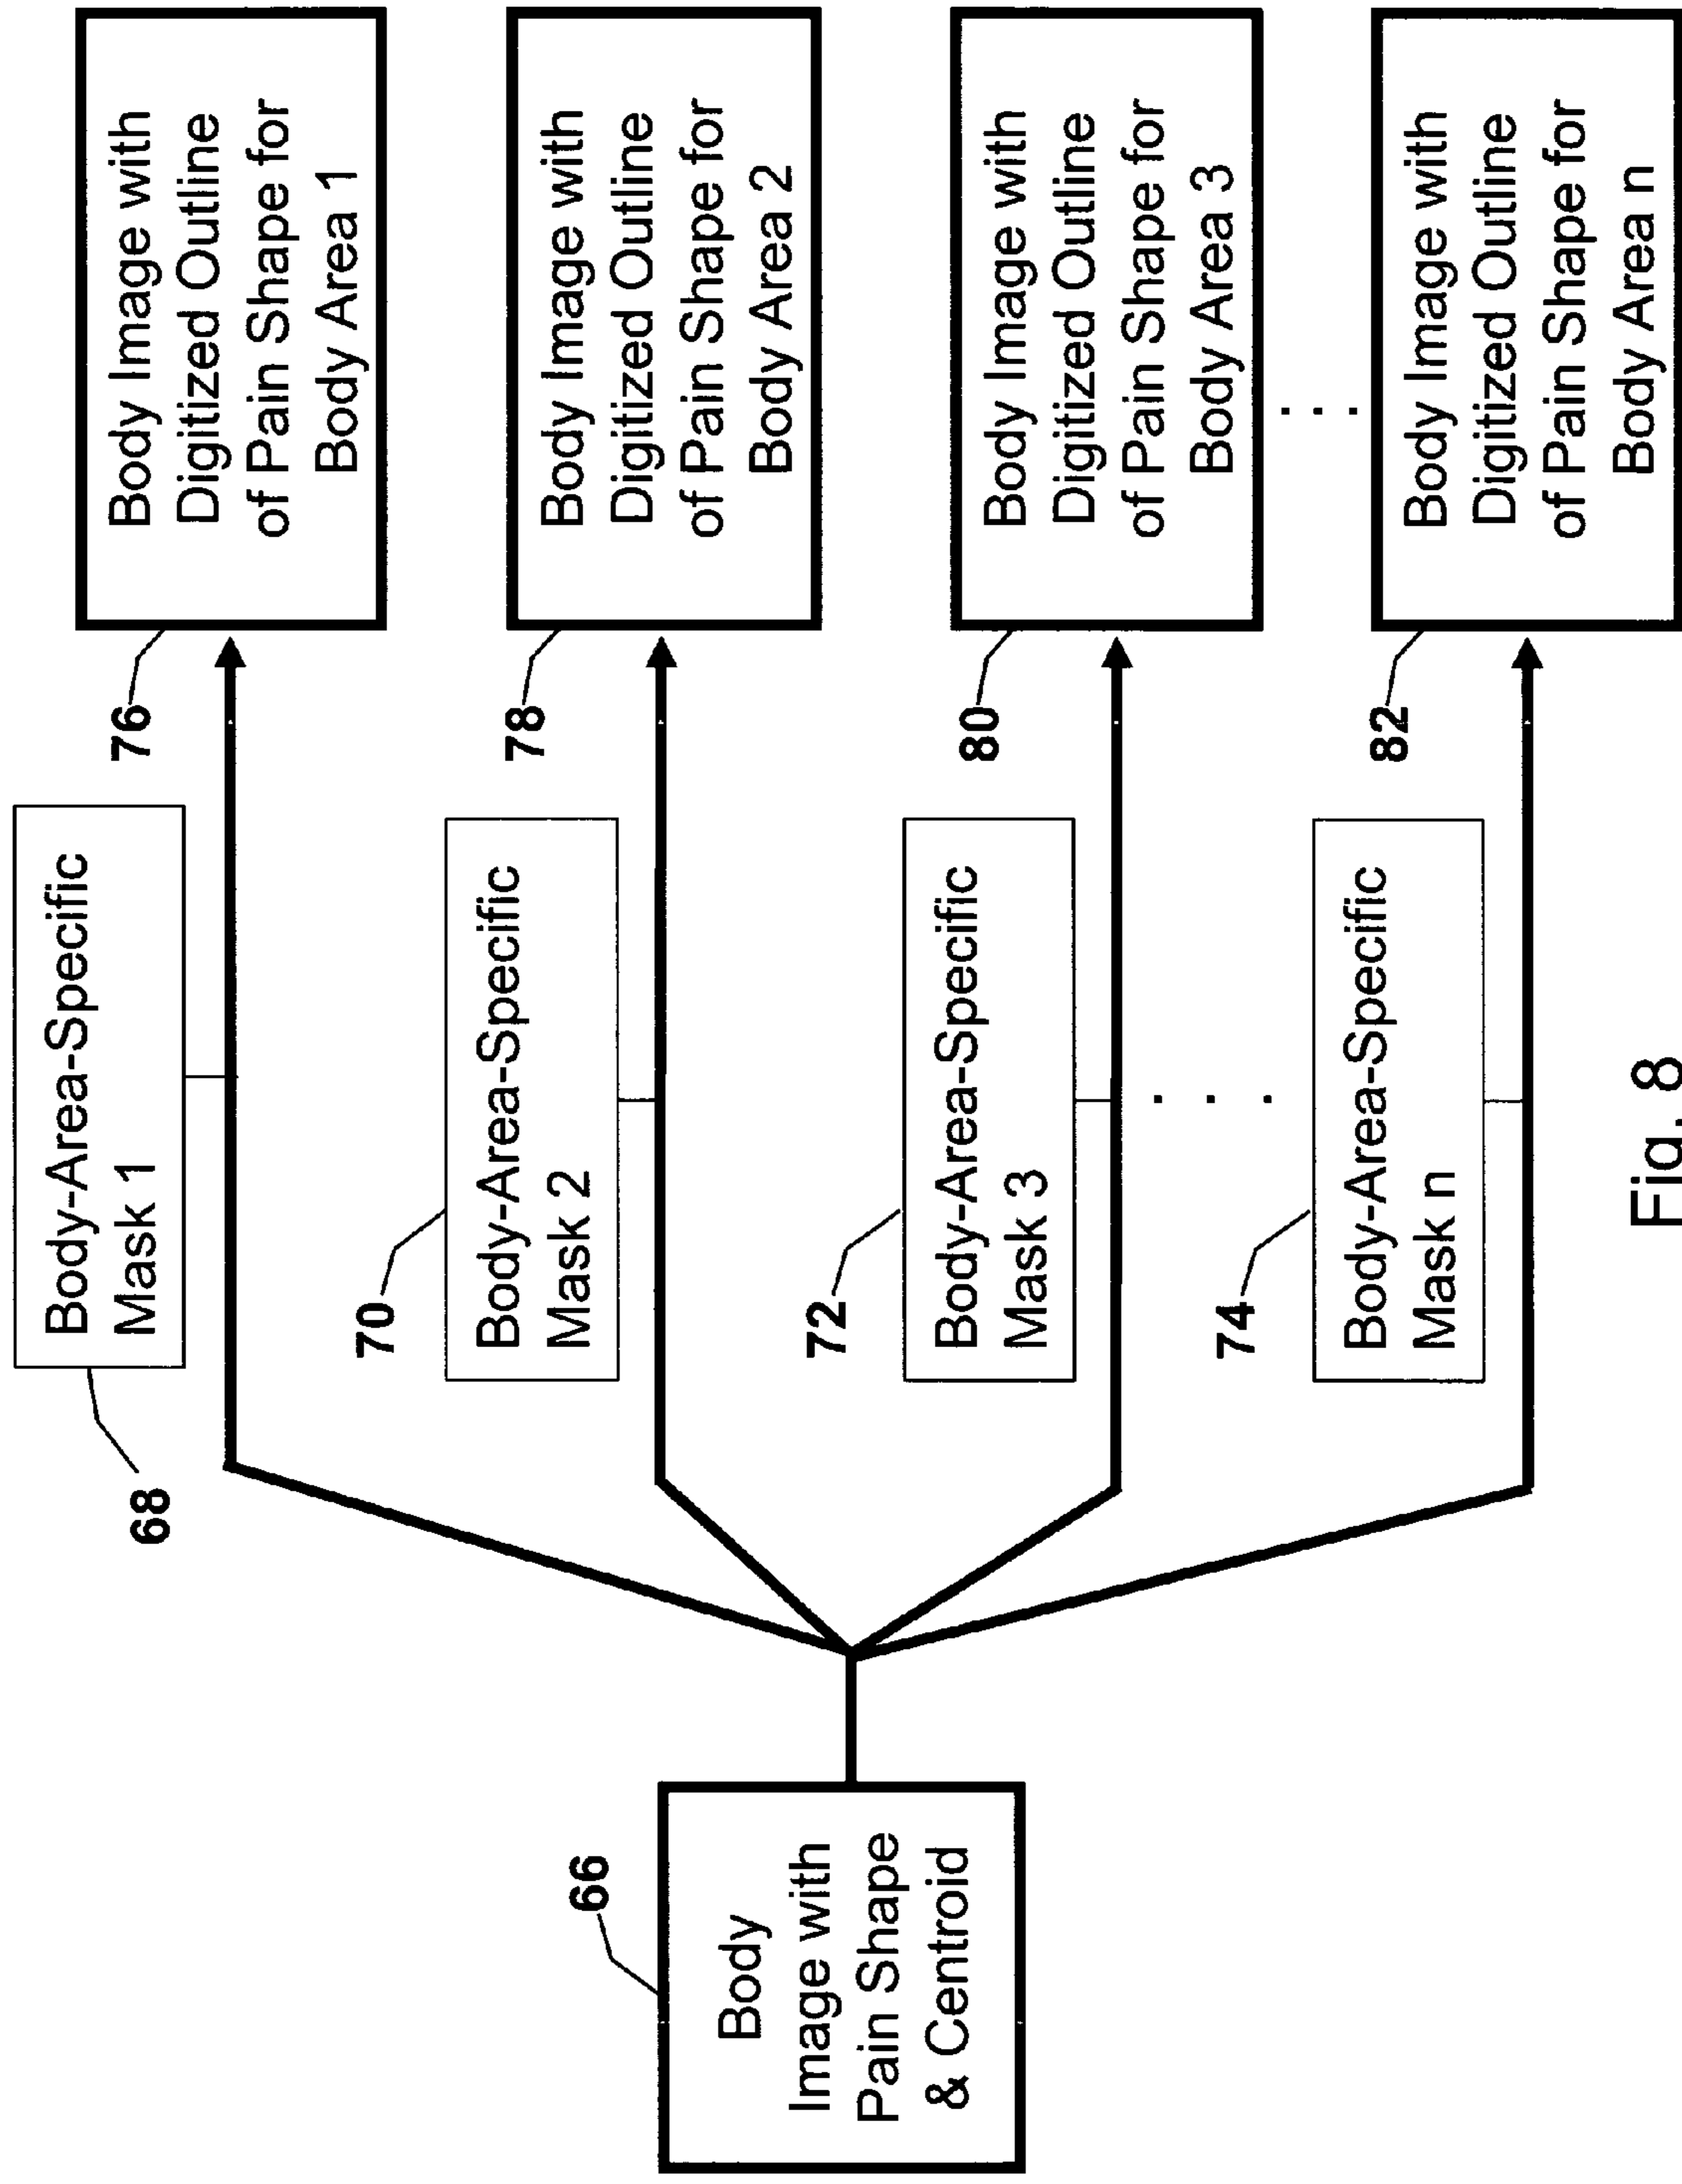 66
Body
Image with
Pain Shape
& Centroid
68
Body-Area-Specific
Mask 1
76
Body Image with
Digitized Outline
of Pain Shape for
Body Area 1
70
Body-Area-Specific
Mask 2
78
Body Image with
Digitized Outline
of Pain Shape for
Body Area 2
72
Body-Area-Specific
Mask 3
80
Body Image with
Digitized Outline
of Pain Shape for
Body Area 3
. . .
. . .
74
Body-Area-Specific
Mask n
82
Body Image with
Digitized Outline
of Pain Shape for
Body Area n
Fig. 8